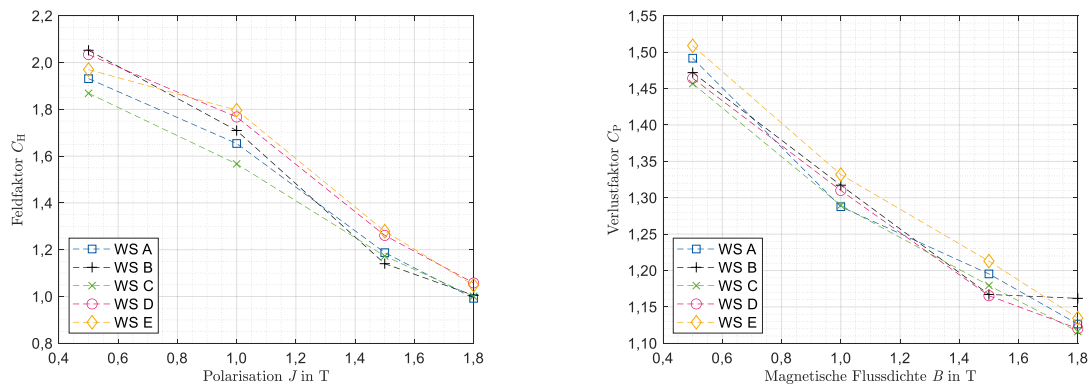 2,2
2,0
1,8
1,6
1,4
1,2
1,0
0,8
Feldfaktor C_H
WS A
WS B
WS C
WS D
WS E
0,4 0,6 0,8 1,0 1,2 1,4 1,6 1,8
Polarisation J in T
1,55
1,50
1,45
1,40
1,35
1,30
1,25
1,20
1,15
1,10
Verlustfaktor C_P
WS A
WS B
WS C
WS D
WS E
0,4 0,6 0,8 1,0 1,2 1,4 1,6 1,8
Magnetische Flussdichte B in T